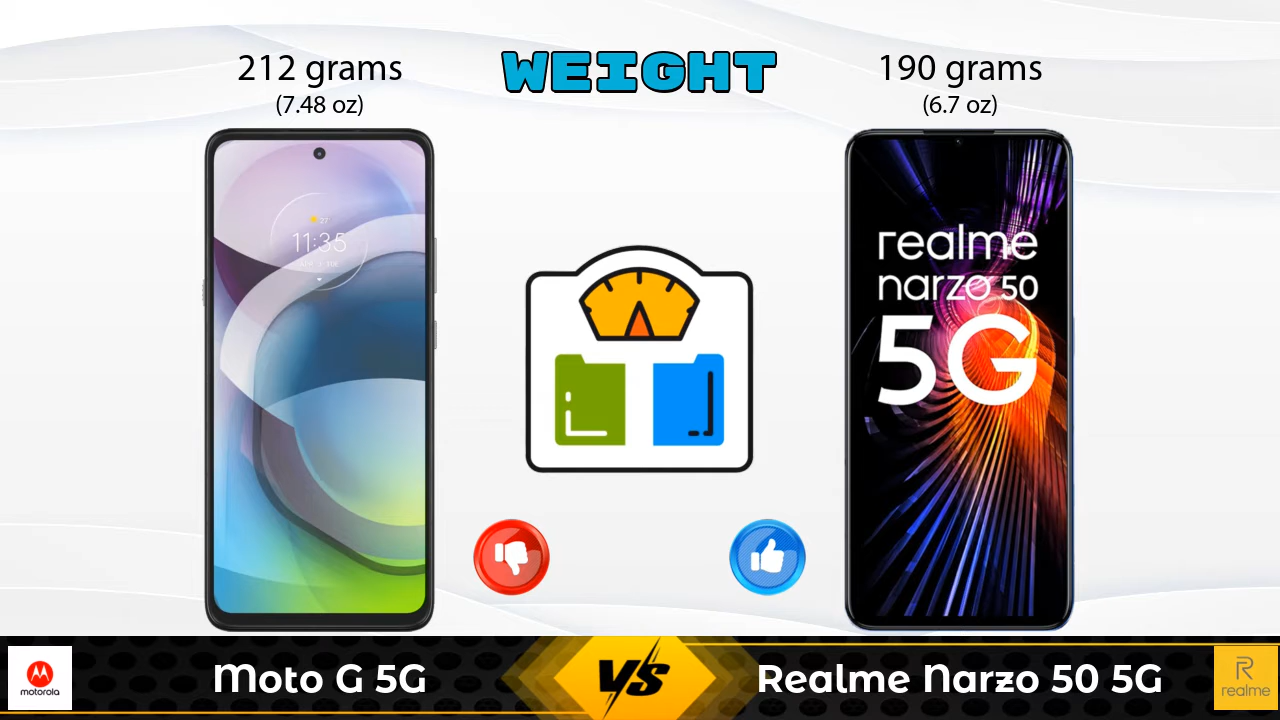 WEIGHT
212 grams
(7.48 oz)
190 grams
(6.7 oz)
11:35
realme
narzo 50
5G
motorola
Moto G 5G
VS
Realme Narzo 50 5G
R
realme